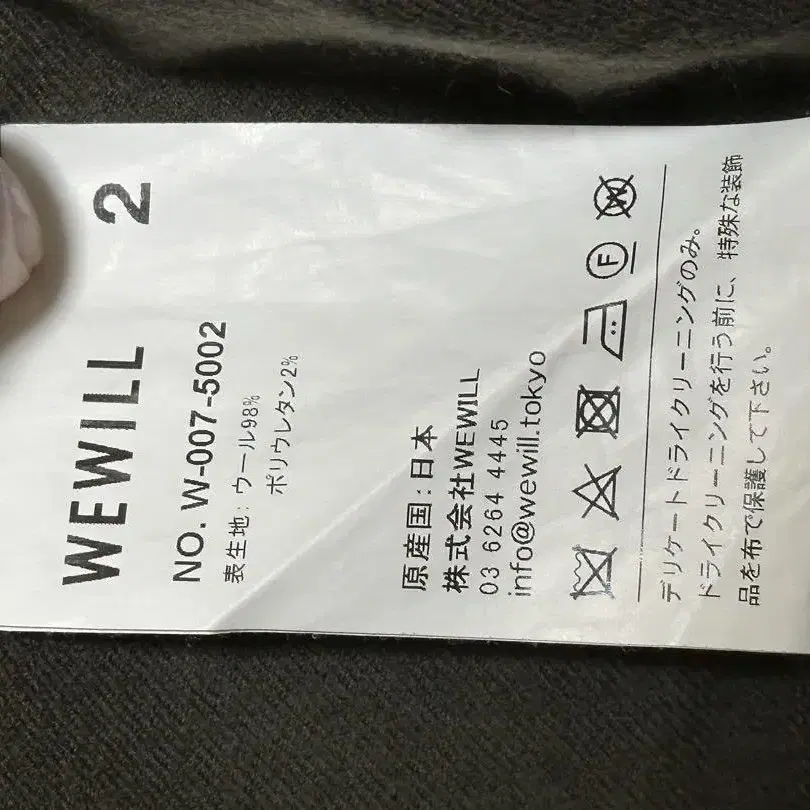 WEWILL 2
NO. W-007-5002
表生地: ウール98%
ポリウレタン2%
原産国: 日本
株式会社WEWILL
03 6264 4445
info@wewill.tokyo
F W
デリケートドライクリーニングのみ。
ドライクリーニングを行う前に、特殊な装飾
品を布で保護して下さい。